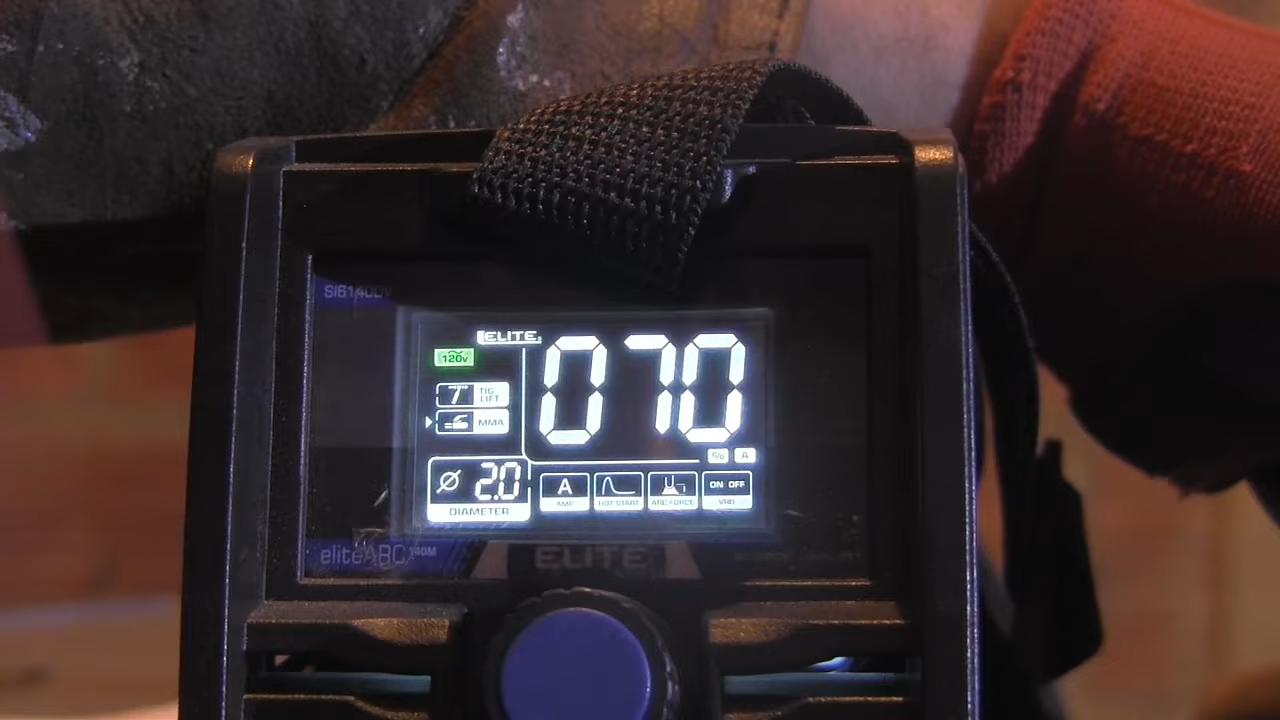 ELITE
070
120v
TIG
LIFT
MMA
% A
2.0
DIAMETER
A
AMP
HOT START
ARC FORCE
ON OFF
VRD
eliteARC 140M
ELITE